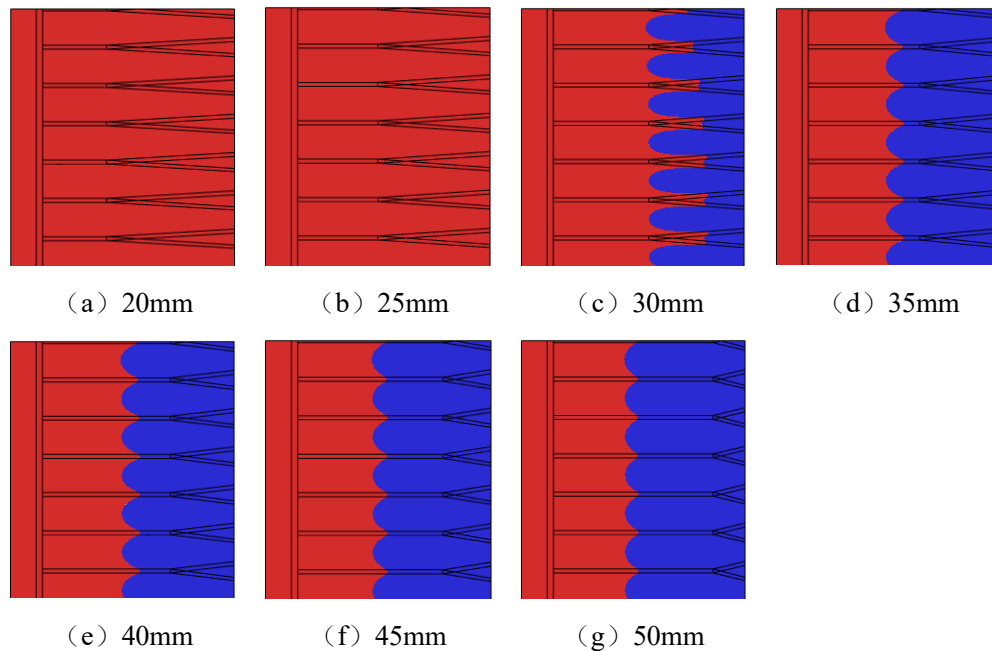 （a）20mm
（b）25mm
（c）30mm
（d）35mm
（e）40mm
（f）45mm
（g）50mm